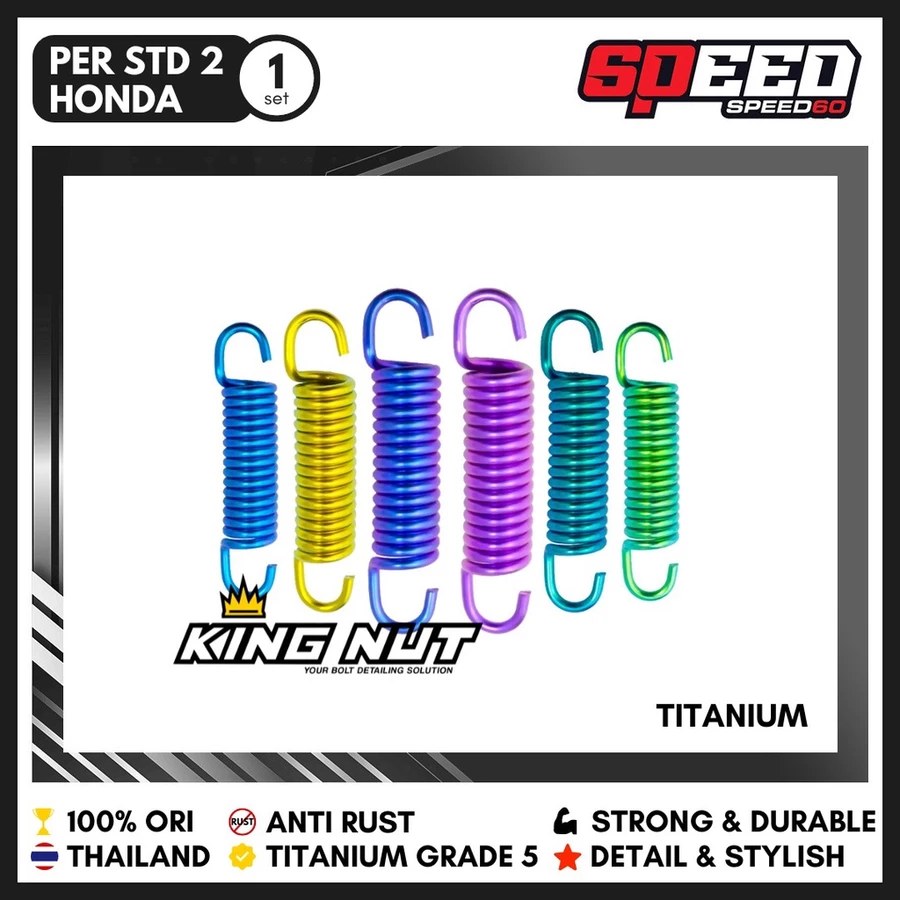 PER STD 2
HONDA
1
set
SPEED
SPEED60
KING NUT
YOUR BOLT DETAILING SOLUTION
TITANIUM
100% ORI
RUST
ANTI RUST
STRONG & DURABLE
THAILAND
TITANIUM GRADE 5
DETAIL & STYLISH